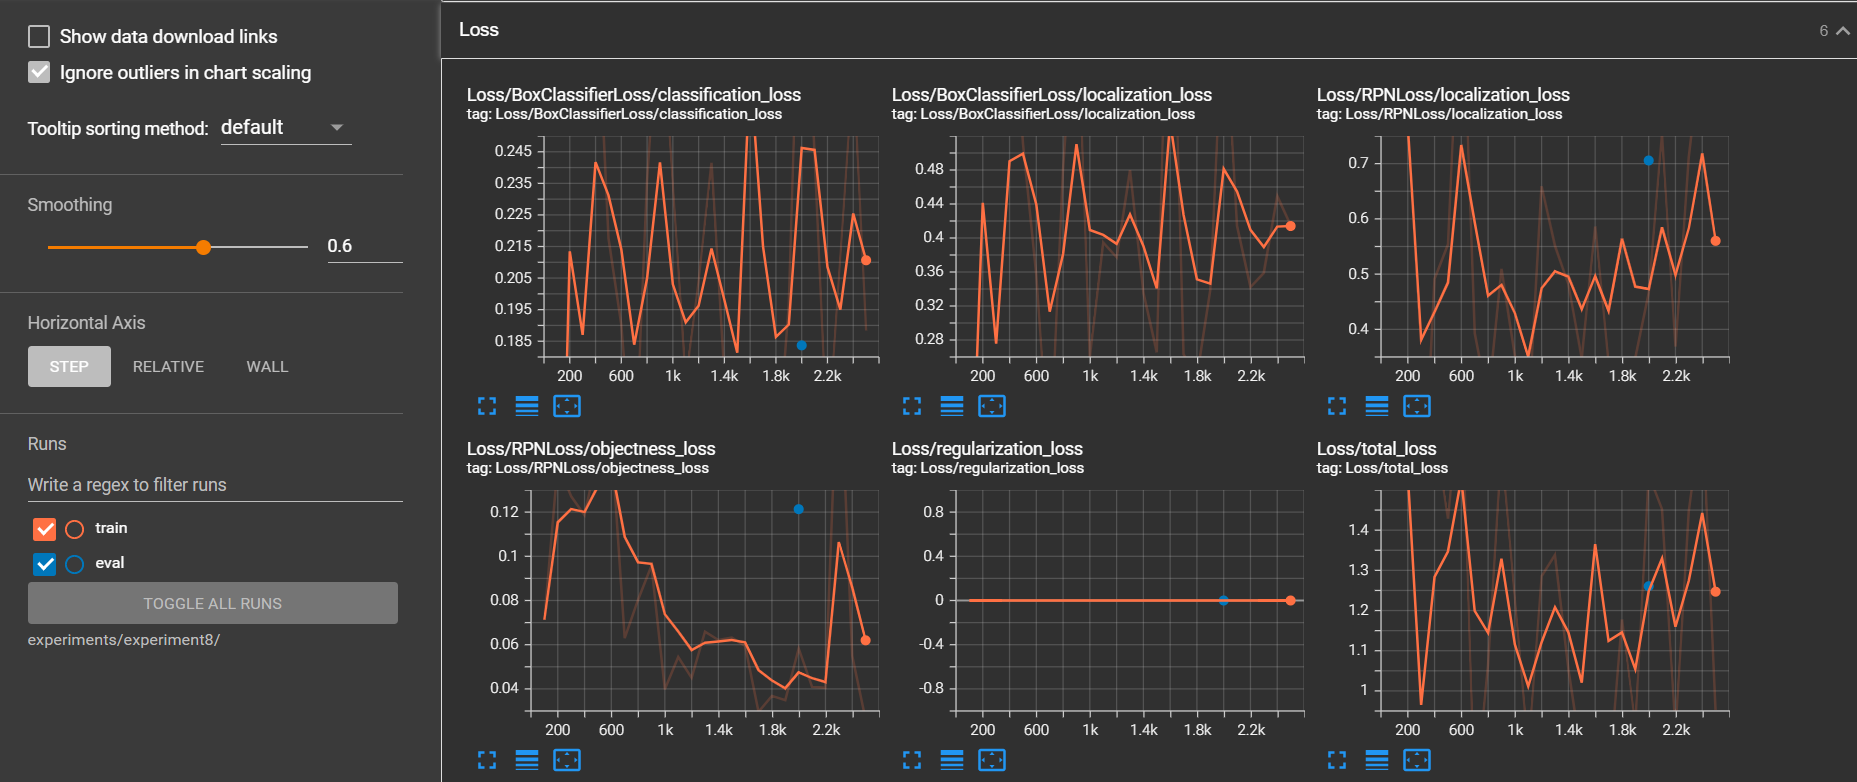 Show data download links
Ignore outliers in chart scaling
Tooltip sorting method: default
Smoothing
0.6
Horizontal Axis
STEP RELATIVE WALL
Runs
Write a regex to filter runs
train
eval
TOGGLE ALL RUNS
experiments/experiment8/
Loss 6
Loss/BoxClassifierLoss/classification_loss
tag: Loss/BoxClassifierLoss/classification_loss
0.245
0.235
0.225
0.215
0.205
0.195
0.185
200 600 1k 1.4k 1.8k 2.2k
Loss/BoxClassifierLoss/localization_loss
tag: Loss/BoxClassifierLoss/localization_loss
0.48
0.44
0.4
0.36
0.32
0.28
200 600 1k 1.4k 1.8k 2.2k
Loss/RPNLoss/localization_loss
tag: Loss/RPNLoss/localization_loss
0.7
0.6
0.5
0.4
200 600 1k 1.4k 1.8k 2.2k
Loss/RPNLoss/objectness_loss
tag: Loss/RPNLoss/objectness_loss
0.12
0.1
0.08
0.06
0.04
200 600 1k 1.4k 1.8k 2.2k
Loss/regularization_loss
tag: Loss/regularization_loss
0.8
0.4
0
-0.4
-0.8
200 600 1k 1.4k 1.8k 2.2k
Loss/total_loss
tag: Loss/total_loss
1.4
1.3
1.2
1.1
1
200 600 1k 1.4k 1.8k 2.2k